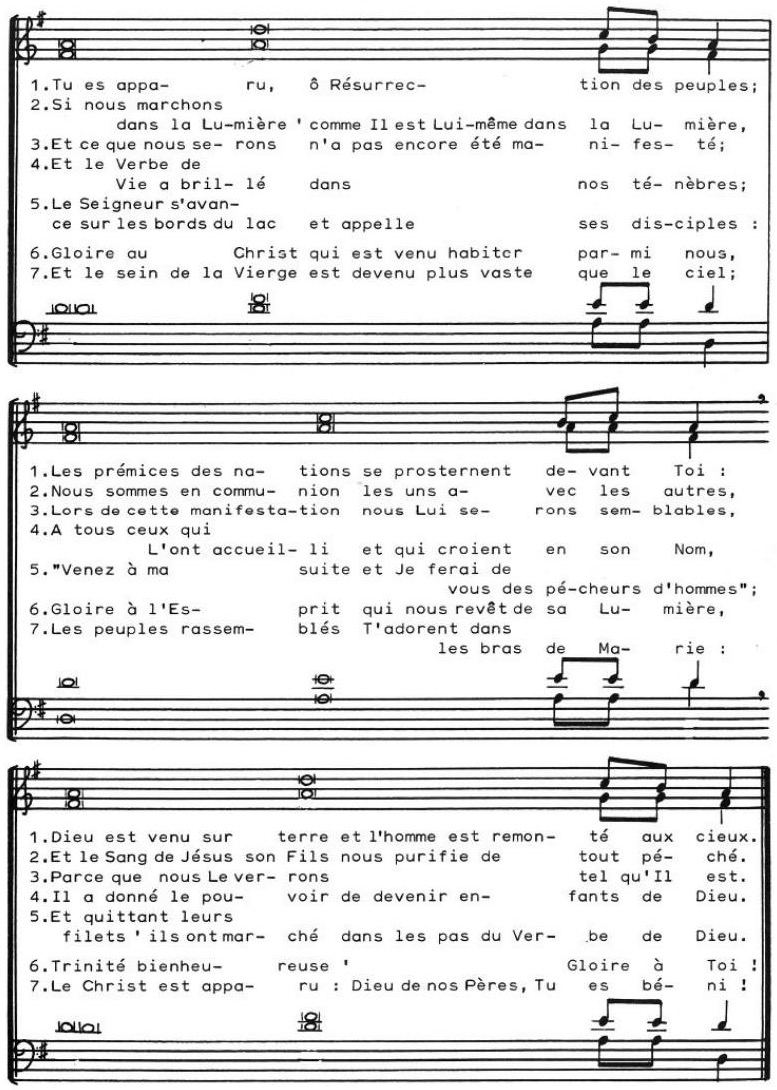 1.Tu es appa- ru, ô Résurrec- tion des peuples;
2.Si nous marchons
dans la Lu-mière ' comme Il est Lui-même dans la Lu- mière,
3.Et ce que nous se- rons n'a pas encore été ma- ni- fes- té;
4.Et le Verbe de
Vie a bril- lé dans nos té- nèbres;
5.Le Seigneur s'avan-
ce sur les bords du lac et appelle ses dis-ciples :
6.Gloire au Christ qui est venu habiter par- mi nous,
7.Et le sein de la Vierge est devenu plus vaste que le ciel;
1.Les prémices des na- tions se prosternent de- vant Toi :
2.Nous sommes en commu- nion les uns a- vec les autres,
3.Lors de cette manifesta-tion nous Lui se- rons sem- blables,
4.A tous ceux qui
L'ont accueil- li et qui croient en son Nom,
5."Venez à ma suite et Je ferai de
vous des pé-cheurs d'hommes";
6.Gloire à l'Es- prit qui nous revêt de sa Lu- mière,
7.Les peuples rassem- blés T'adorent dans
les bras de Ma- rie :
1.Dieu est venu sur terre et l'homme est remon- té aux cieux.
2.Et le Sang de Jésus son Fils nous purifie de tout pé- ché.
3.Parce que nous Le ver- rons tel qu'Il est.
4.Il a donné le pou- voir de devenir en- fants de Dieu.
5.Et quittant leurs
filets ' ils ont mar- ché dans les pas du Ver- be de Dieu.
6.Trinité bienheu- reuse ' Gloire à Toi !
7.Le Christ est appa- ru : Dieu de nos Pères, Tu es bé- ni !